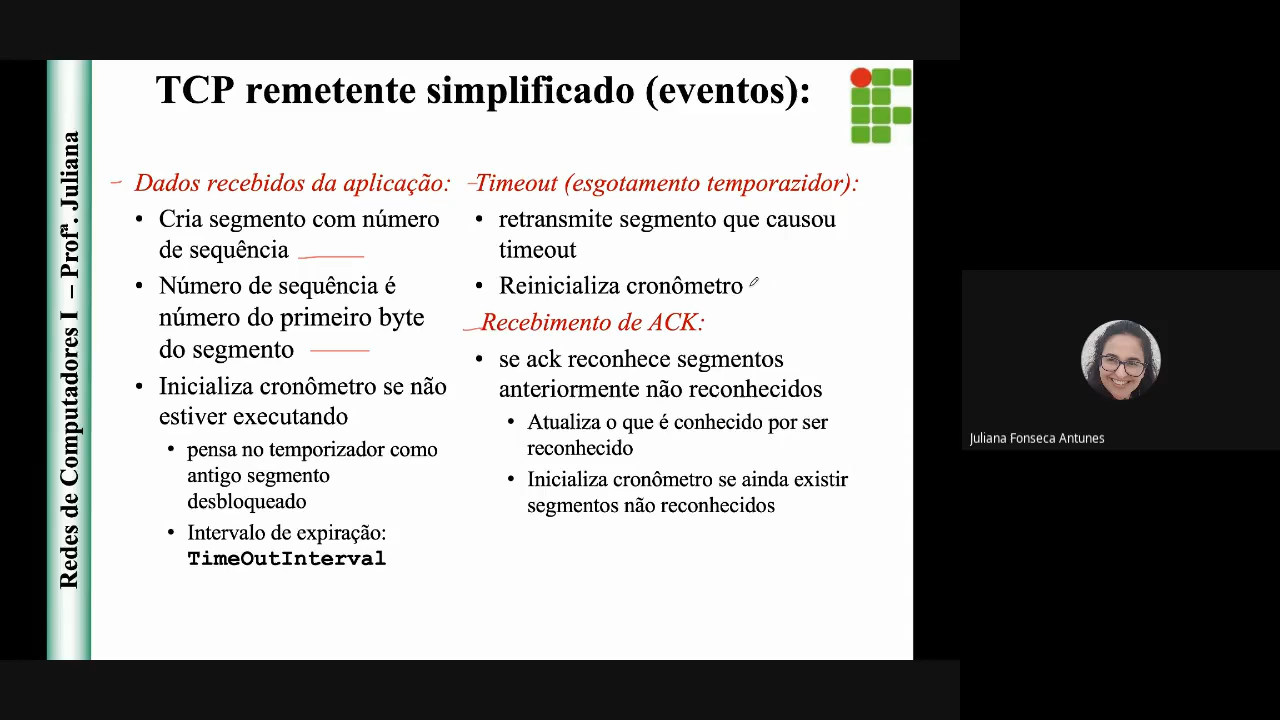 TCP remetente simplificado (eventos):
Redes de Computadores I – Profª. Juliana
Dados recebidos da aplicação:
• Cria segmento com número
de sequência
• Número de sequência é
número do primeiro byte
do segmento
• Inicializa cronômetro se não
estiver executando
• pensa no temporizador como
antigo segmento
desbloqueado
• Intervalo de expiração:
TimeOutInterval
Timeout (esgotamento temporazidor):
• retransmite segmento que causou
timeout
• Reinicializa cronômetro
Recebimento de ACK:
• se ack reconhece segmentos
anteriormente não reconhecidos
• Atualiza o que é conhecido por ser
reconhecido
• Inicializa cronômetro se ainda existir
segmentos não reconhecidos
Juliana Fonseca Antunes